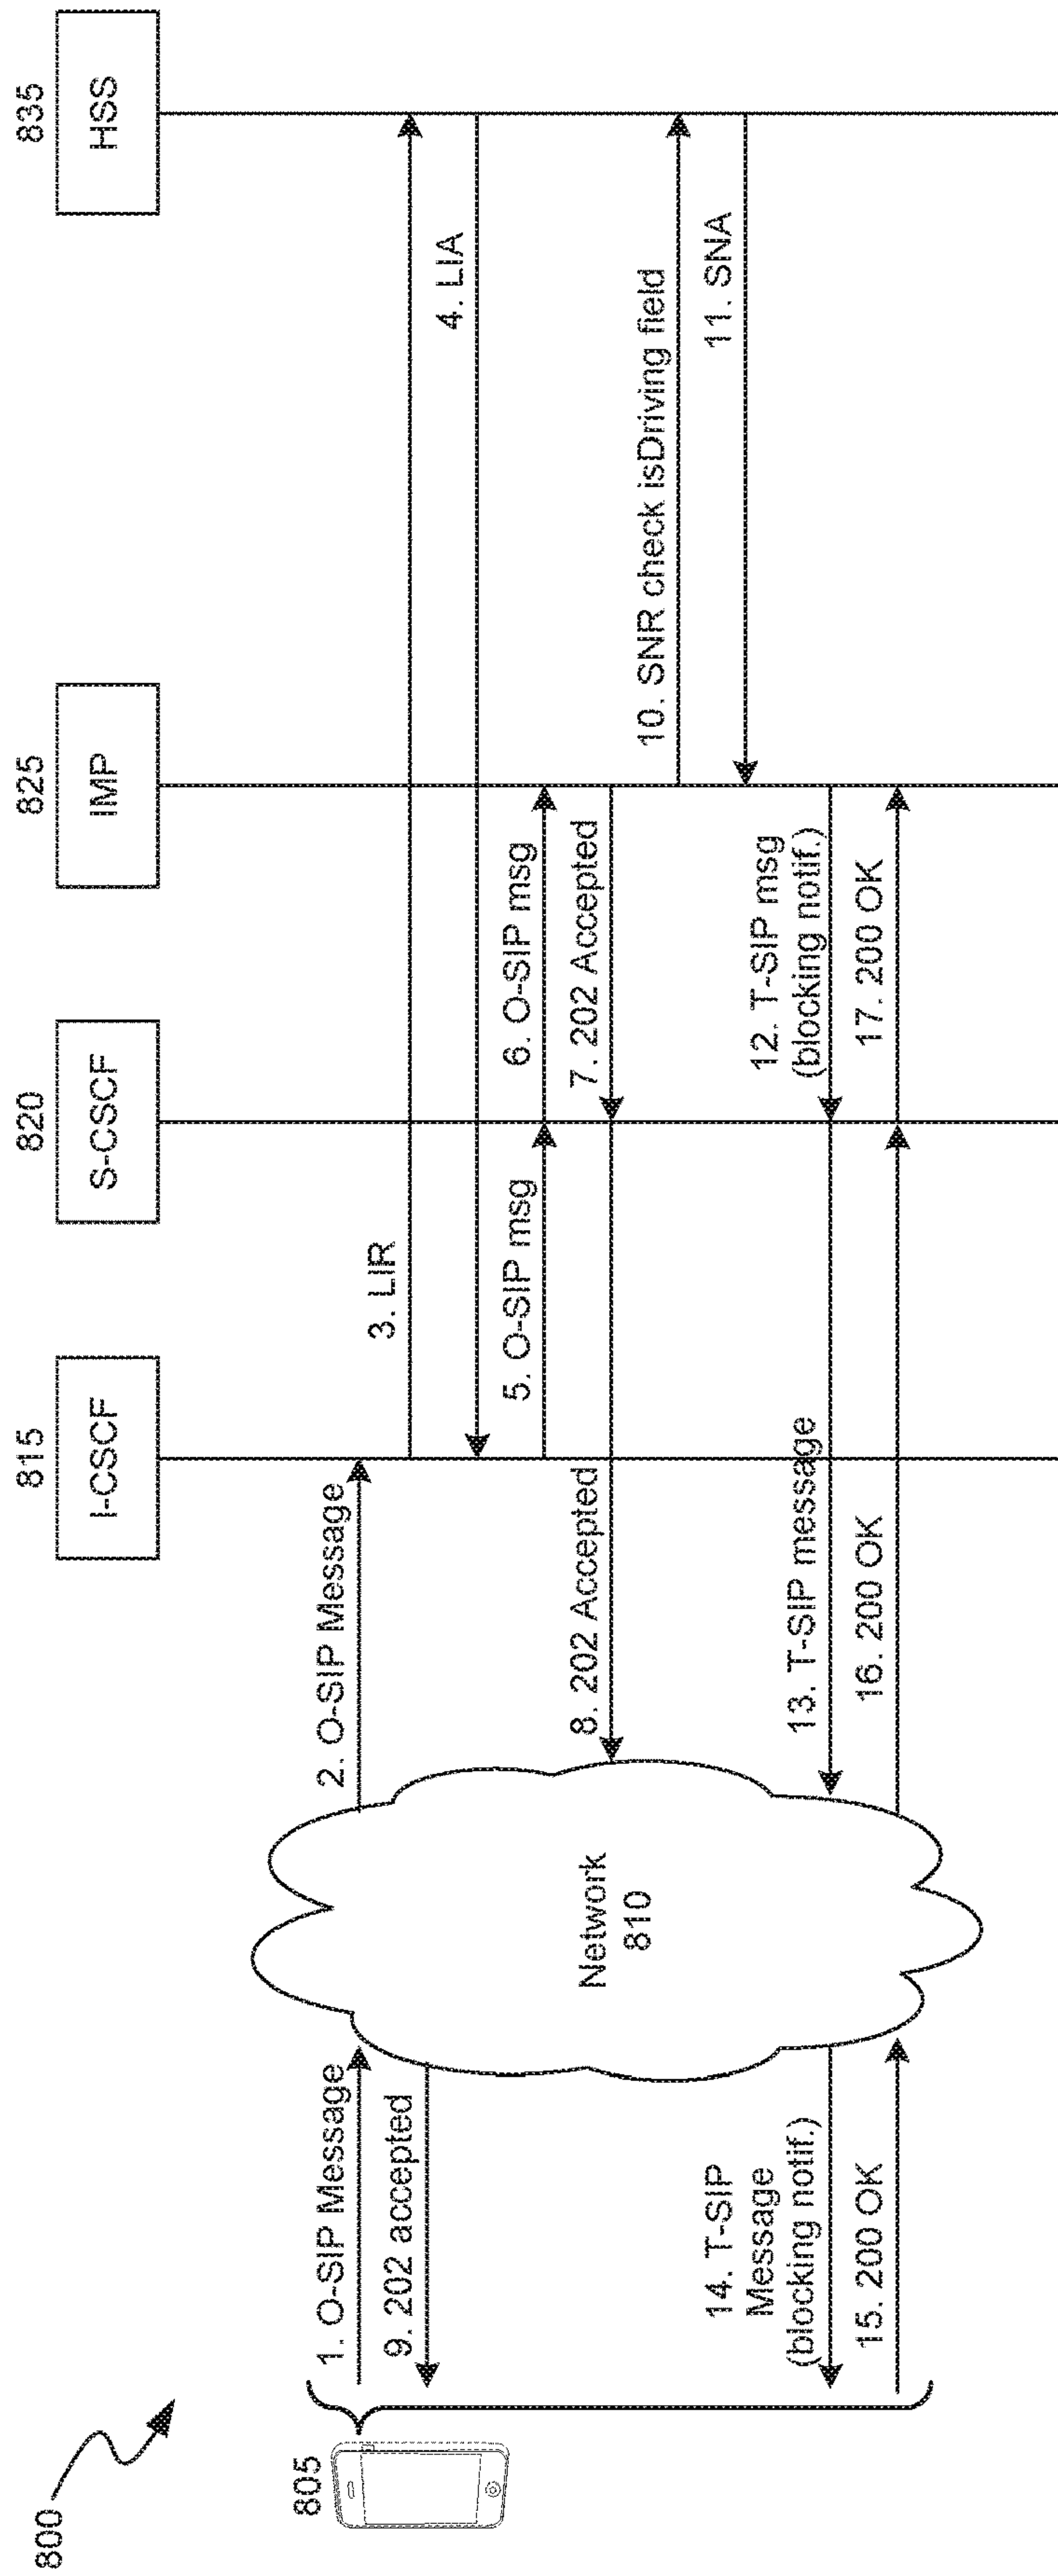 800
805
815
820
825
835
I-CSCF
S-CSCF
IMP
HSS
1. O-SIP Message
2. O-SIP Message
3. LIR
4. LIA
9. 202 accepted
5. O-SIP msg
6. O-SIP msg
8. 202 Accepted
7. 202 Accepted
Network
810
10. SNR check isDriving field
11. SNA
14. T-SIP
Message
(blocking notif.)
13. T-SIP message
12. T-SIP msg
(blocking notif.)
15. 200 OK
16. 200 OK
17. 200 OK